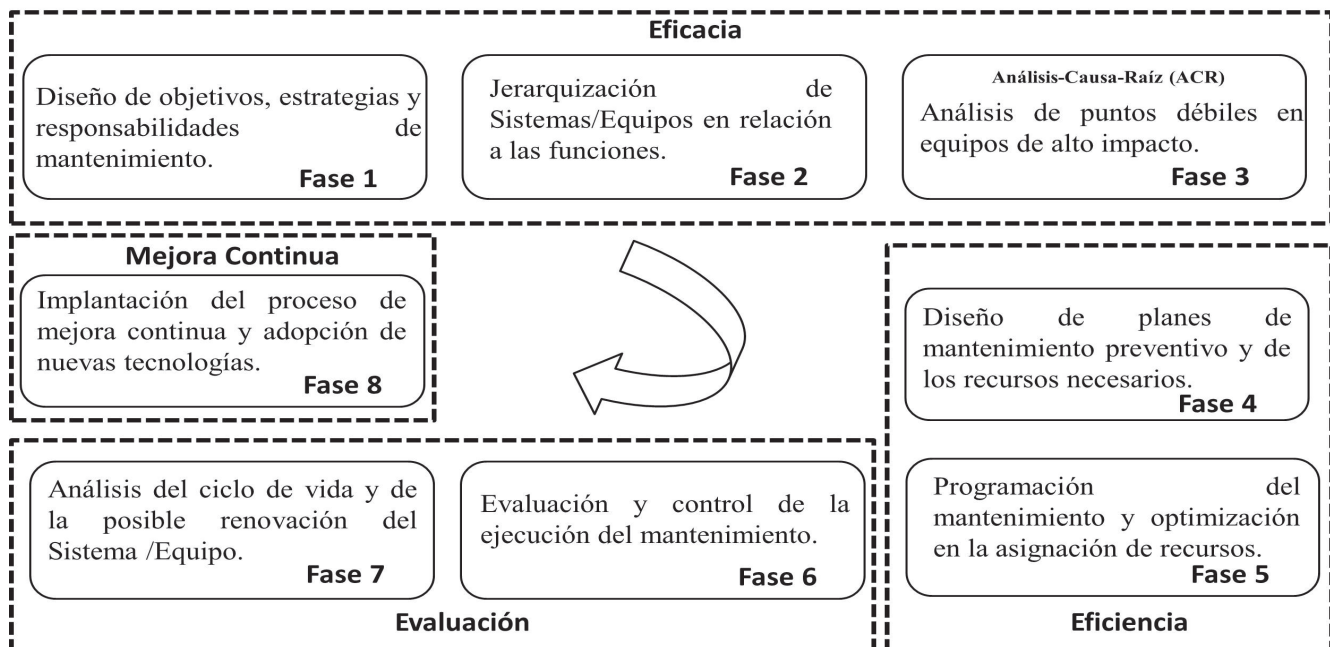 Eficacia
Diseño de objetivos, estrategias y
responsabilidades de
mantenimiento.
Fase 1
Jerarquización de
Sistemas/Equipos en relación
a las funciones.
Fase 2
Análisis-Causa-Raíz (ACR)
Análisis de puntos débiles en
equipos de alto impacto.
Fase 3
Diseño de planes de
mantenimiento preventivo y de
los recursos necesarios.
Fase 4
Programación del
mantenimiento y optimización
en la asignación de recursos.
Fase 5
Eficiencia
Evaluación y control de la
ejecución del mantenimiento.
Fase 6
Análisis del ciclo de vida y de
la posible renovación del
Sistema /Equipo.
Fase 7
Evaluación
Mejora Continua
Implantación del proceso de
mejora continua y adopción de
nuevas tecnologías.
Fase 8